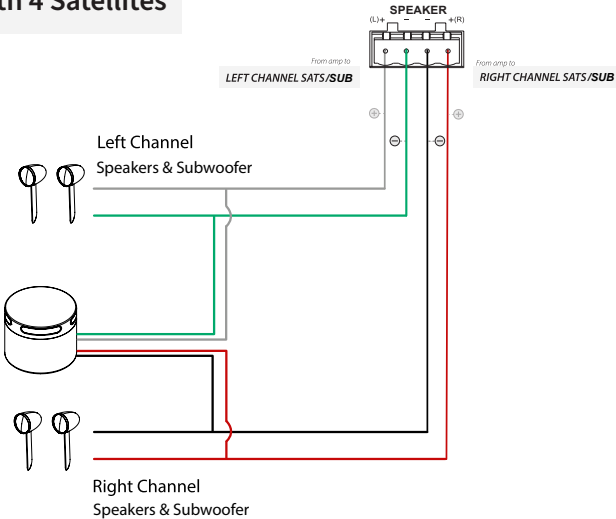 4 Satellites
SPEAKER
(L)+ − − +(R)
From amp to
LEFT CHANNEL SATS/SUB
From amp to
RIGHT CHANNEL SATS/SUB
Left Channel
Speakers & Subwoofer
Right Channel
Speakers & Subwoofer